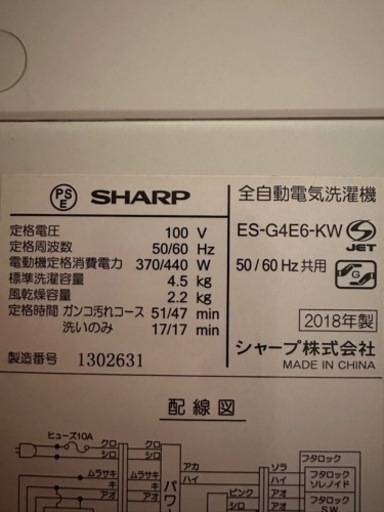 PSE SHARP
全自動電気洗濯機
定格電圧 100 V
定格周波数 50/60 Hz
電動機定格消費電力 370/440 W
標準洗濯容量 4.5 kg
風乾燥容量 2.2 kg
定格時間 ガンコ汚れコース 51/47 min
洗いのみ 17/17 min
製造番号 1302631
ES-G4E6-KW S JET
50/60Hz共用 G
2018年製
シャープ株式会社
MADE IN CHINA
配線図
ヒューズ10A
クロ クロ
シロ シロ
ムラサキ ムラサキ
キ キ
アオ アオ
パワー
アカ
ハイ
ソラ
ハイ
アオ
ピンク
シロ
フタロック
フタロック
ソレノイド
フタロック
S.W